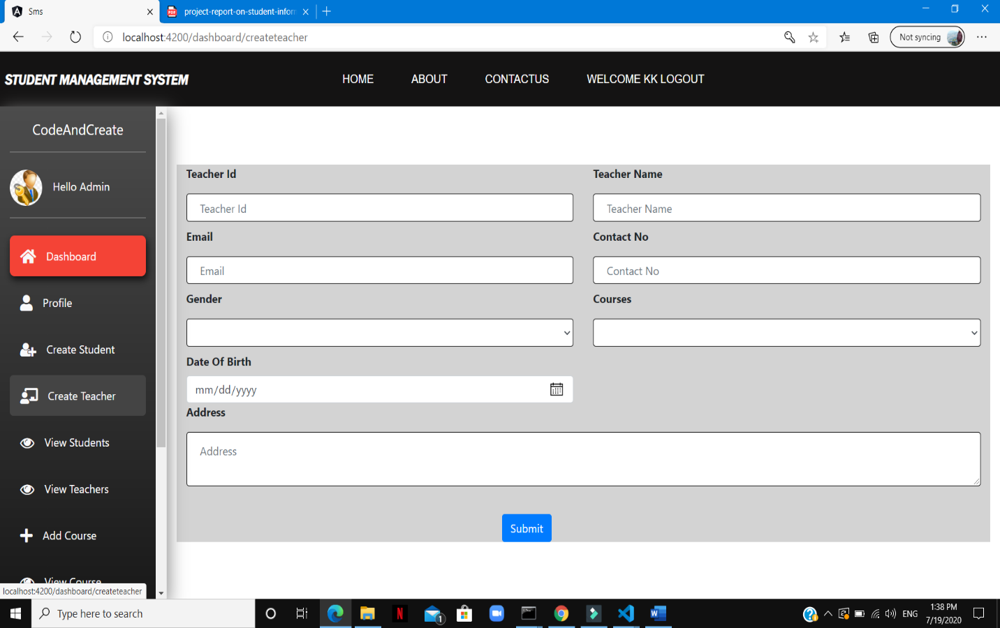 Sms
project-report-on-student-infor
localhost:4200/dashboard/createteacher
Not syncing
STUDENT MANAGEMENT SYSTEM
HOME
ABOUT
CONTACTUS
WELCOME KK LOGOUT
CodeAndCreate
Hello Admin
Dashboard
Profile
Create Student
Create Teacher
View Students
View Teachers
Add Course
View Course
localhost:4200/dashboard/createteacher
Teacher Id
Teacher Name
Teacher Id
Teacher Name
Email
Contact No
Email
Contact No
Gender
Courses
Date Of Birth
mm/dd/yyyy
Address
Address
Submit
Type here to search
1
ENG
1:38 PM
7/19/2020